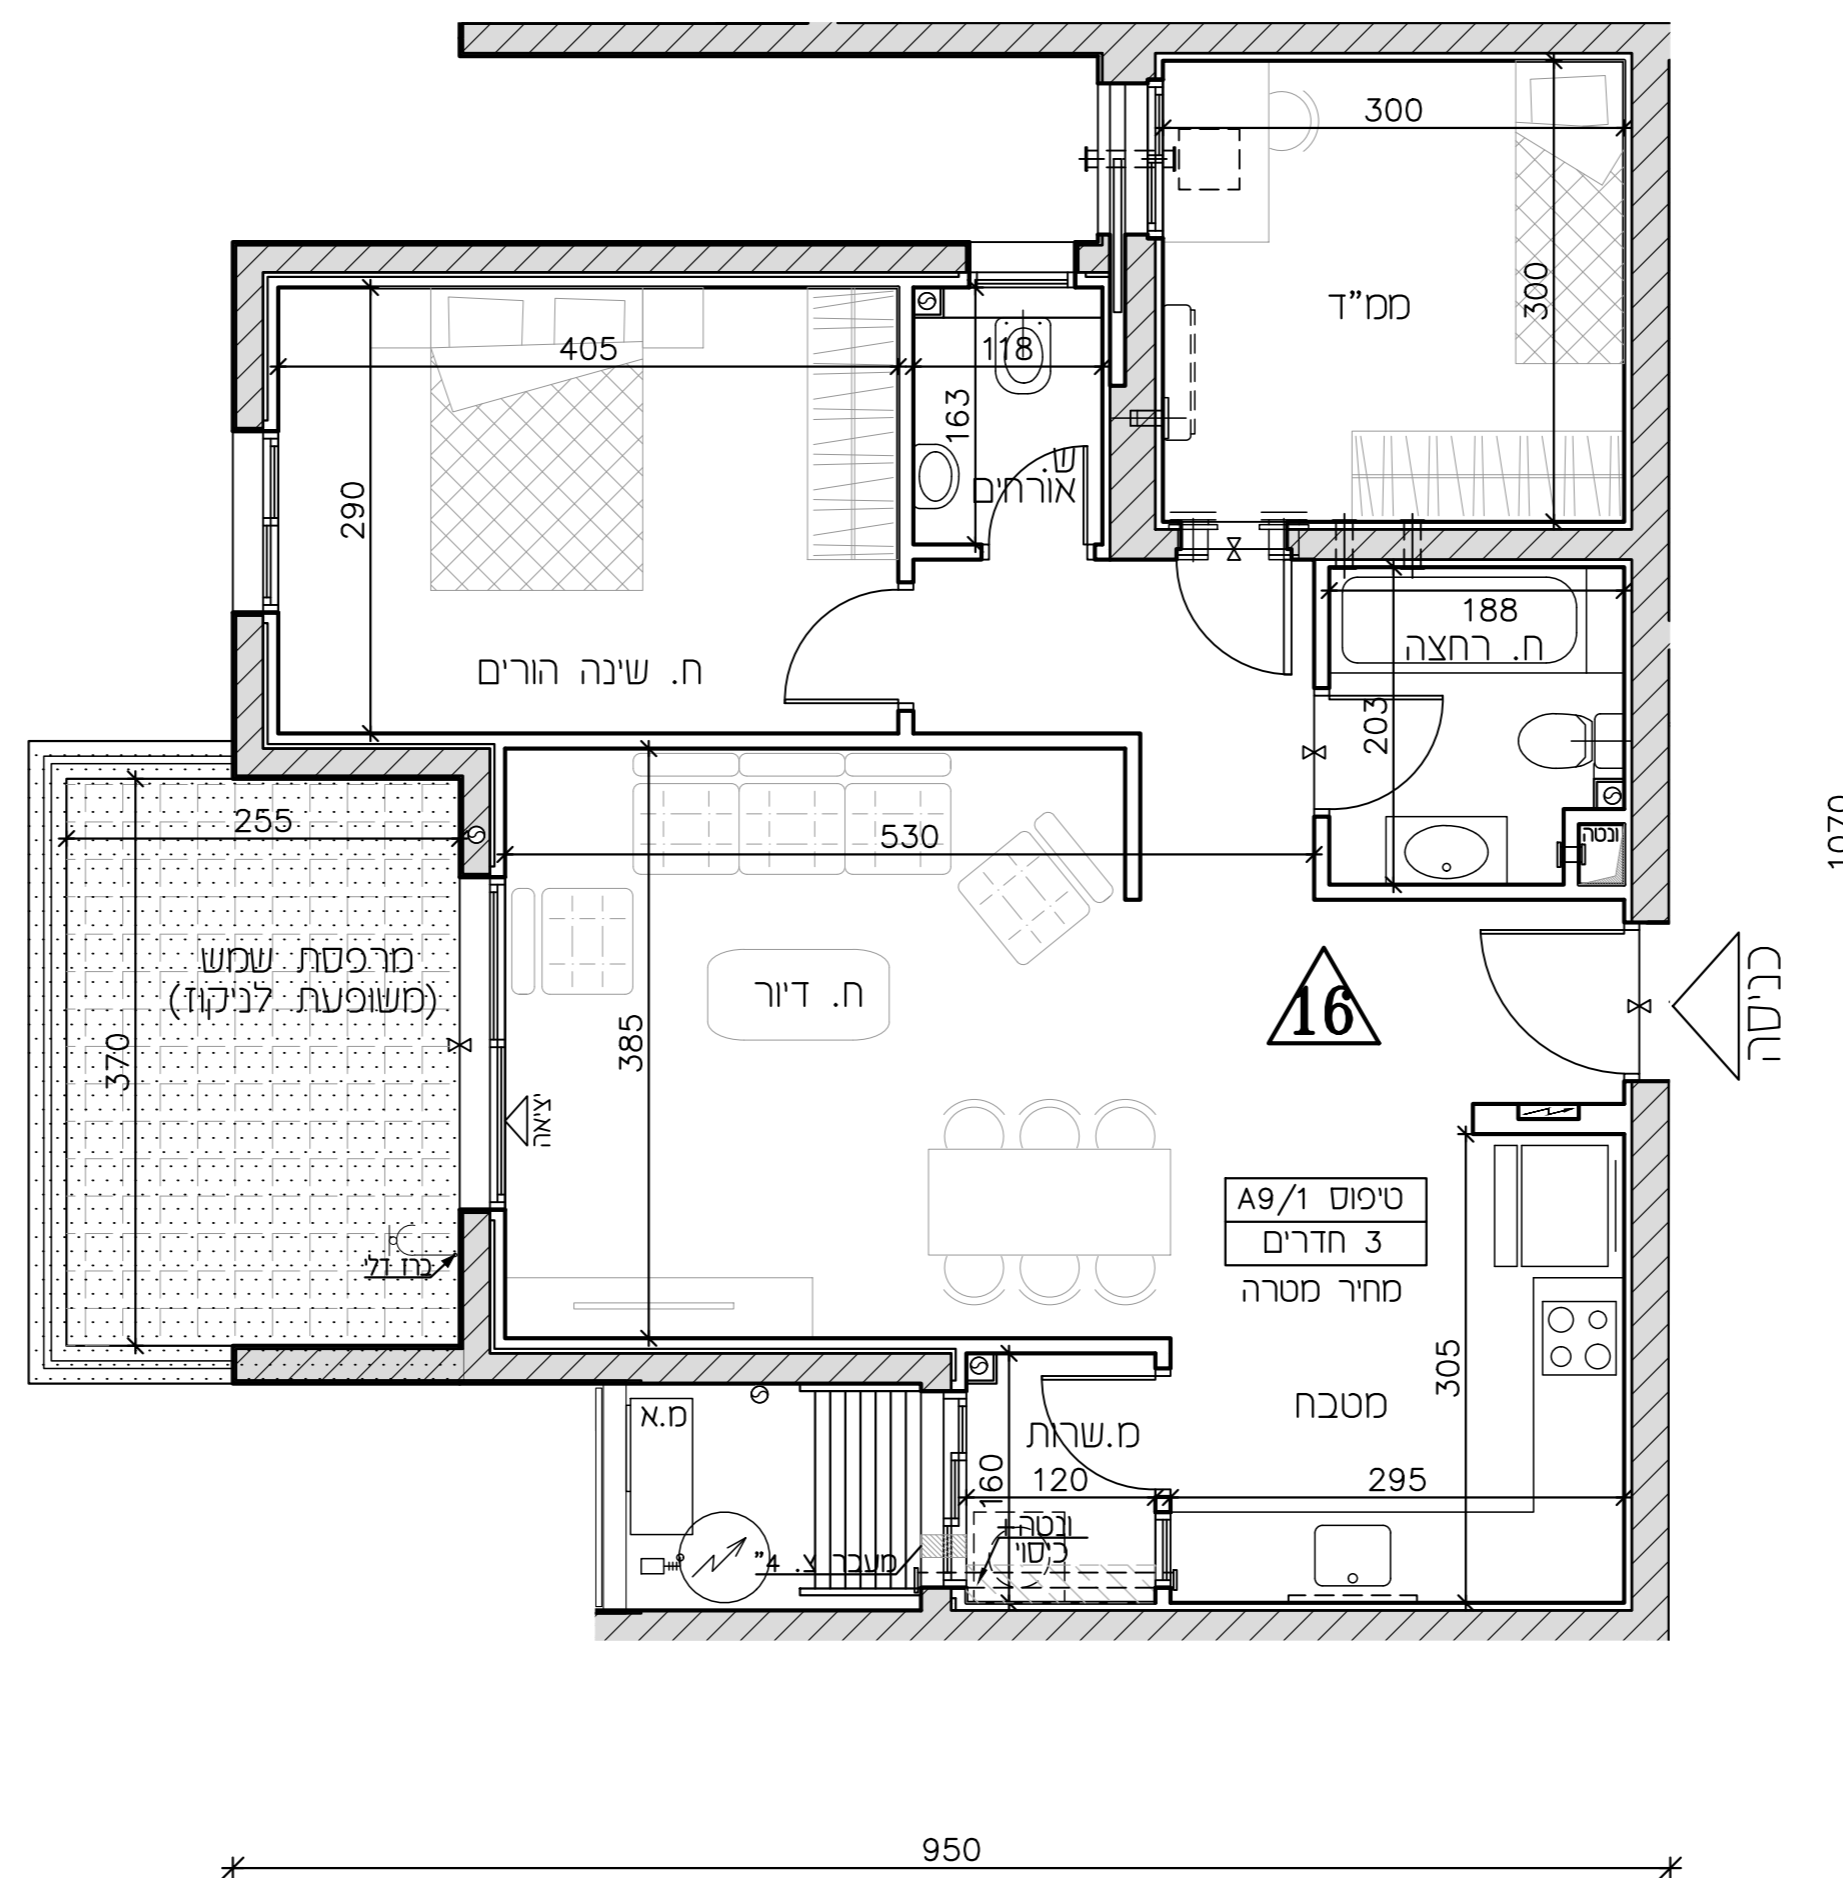 300
300
ממ"ד
405
118
163
ש.
אורחים
290
ח. שינה הורים
188
ח. רחצה
203
ונטה
1070
255
530
מרפסת שמש
(משופעת לניקוז)
370
385
ח. דיור
16
כניסה
יציאה
ברז דלי
טיפוס A9/1
3 חדרים
מחיר מטרה
305
מטבח
מ.א
מ.שרות
160
120
295
ונטה+
כיסוי
מעבר צ. 4"
950